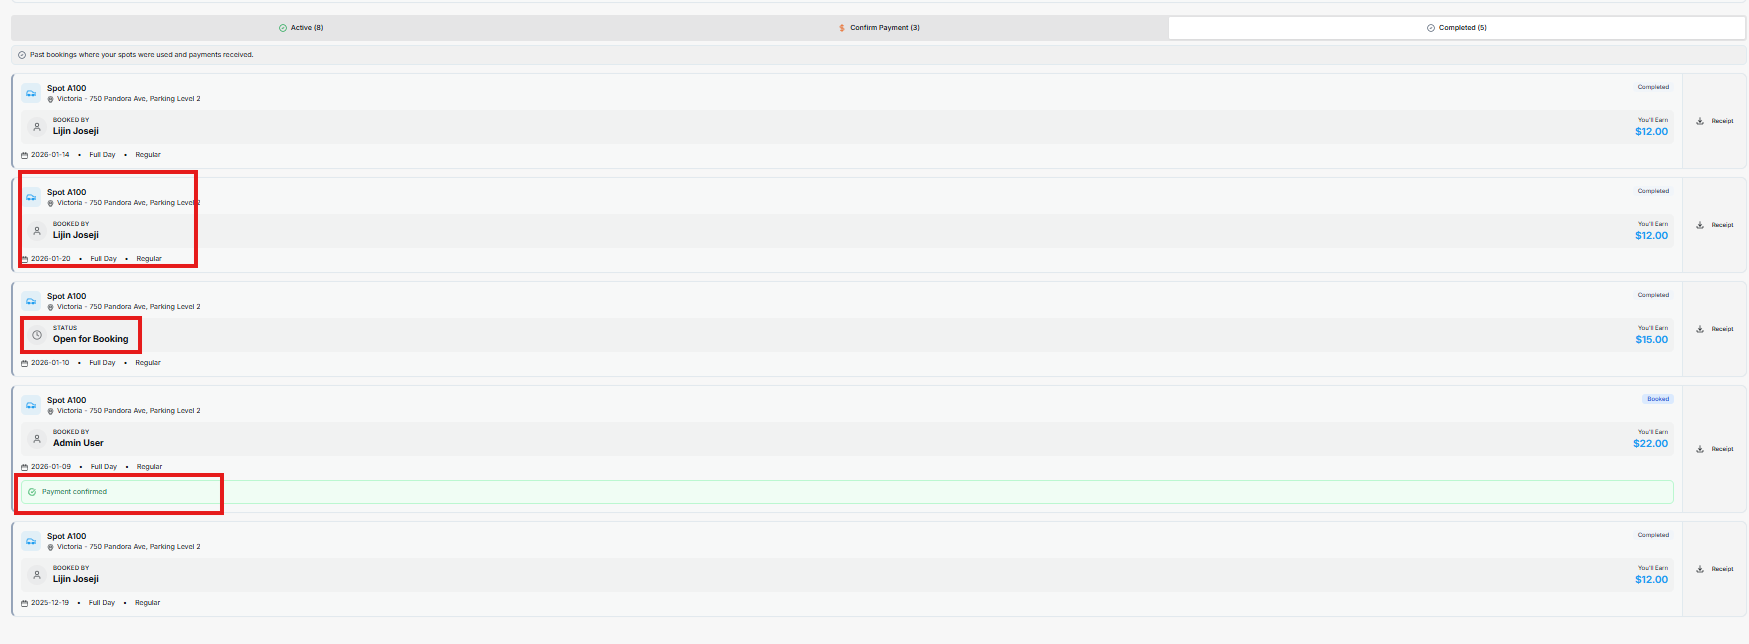 Active (8)
Confirm Payment (3)
Completed (5)
Past bookings where your spots were used and payments received.
Spot A100
Completed
Victoria - 750 Pandora Ave, Parking Level 2
BOOKED BY
Lijin Joseji
You'll Earn
$12.00
Receipt
2026-01-14 • Full Day • Regular
Spot A100
Completed
Victoria - 750 Pandora Ave, Parking Level 2
BOOKED BY
Lijin Joseji
You'll Earn
$12.00
Receipt
2026-01-20 • Full Day • Regular
Spot A100
Completed
Victoria - 750 Pandora Ave, Parking Level 2
STATUS
Open for Booking
You'll Earn
$15.00
Receipt
2026-01-10 • Full Day • Regular
Spot A100
Booked
Victoria - 750 Pandora Ave, Parking Level 2
BOOKED BY
Admin User
You'll Earn
$22.00
Receipt
2026-01-09 • Full Day • Regular
Payment confirmed
Spot A100
Completed
Victoria - 750 Pandora Ave, Parking Level 2
BOOKED BY
Lijin Joseji
You'll Earn
$12.00
Receipt
2025-12-19 • Full Day • Regular